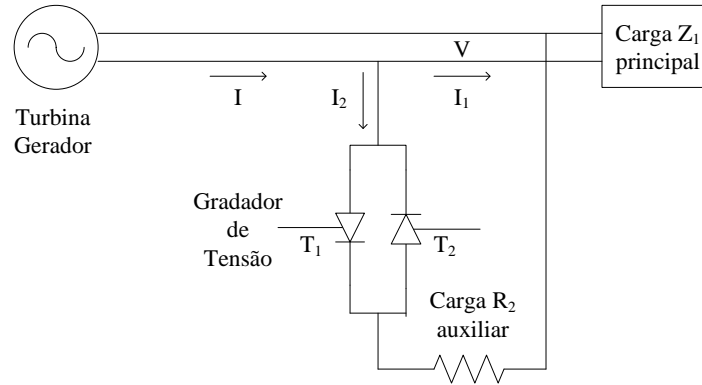 Carga Z₁
principal
V
I
I₂
I₁
Turbina
Gerador
Gradador
de
Tensão
T₁
T₂
Carga R₂
auxiliar